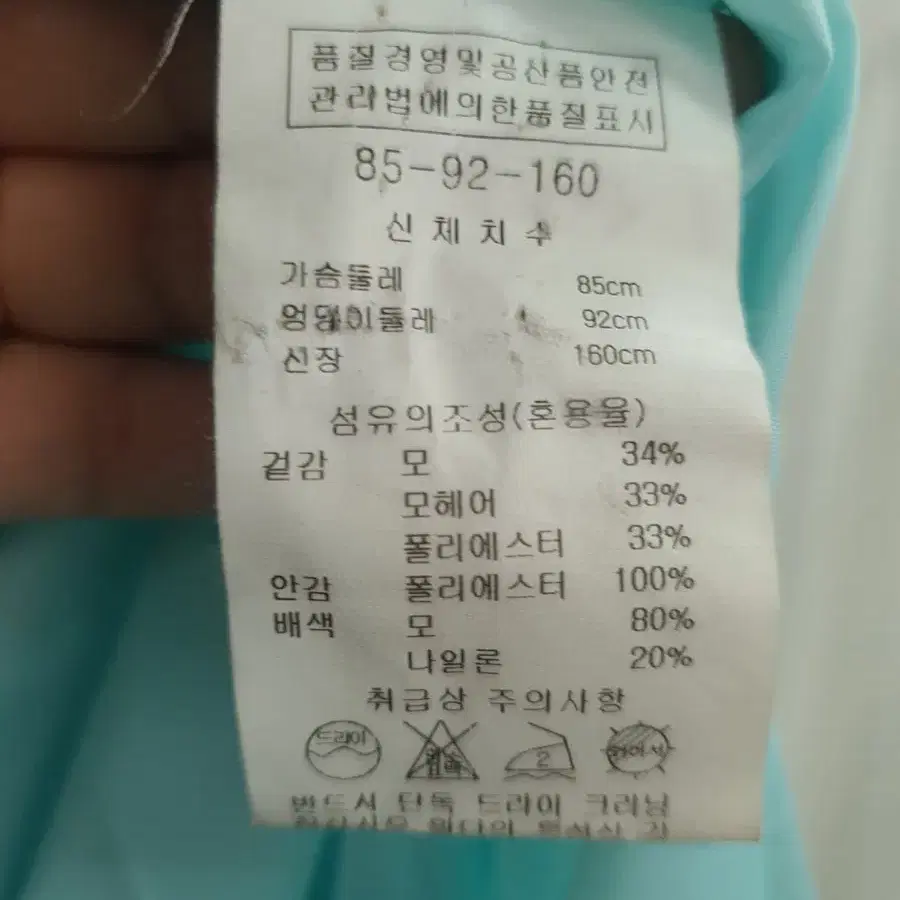 품질경영및공산품안전
관리법에의한품질표시
85-92-160
신체치수
가슴둘레 85cm
엉덩이둘레 92cm
신장 160cm
섬유의조성(혼용율)
겉감 모 34%
모헤어 33%
폴리에스터 33%
안감 폴리에스터 100%
배색 모 80%
나일론 20%
취급상 주의사항
드라이 2
반드시 단독 드라이 크리닝